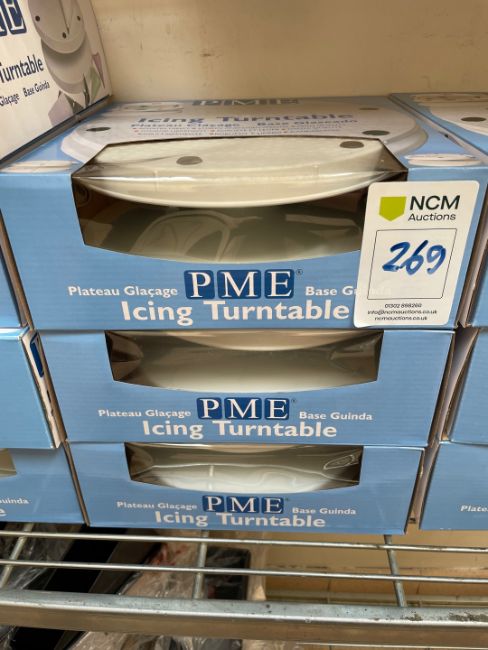 E
Turntable
Glaçage Base Guinda
PME
Icing Turntable
NCM
Auctions
269
01302 898260
info@ncmauctions.co.uk
ncmauctions.co.uk
Plateau Glaçage PME® Base Guinda
Icing Turntable
Plateau Glaçage PME® Base Guinda
Icing Turntable
Guinda
Plateau Glaçage PME® Base Guinda
Icing Turntable